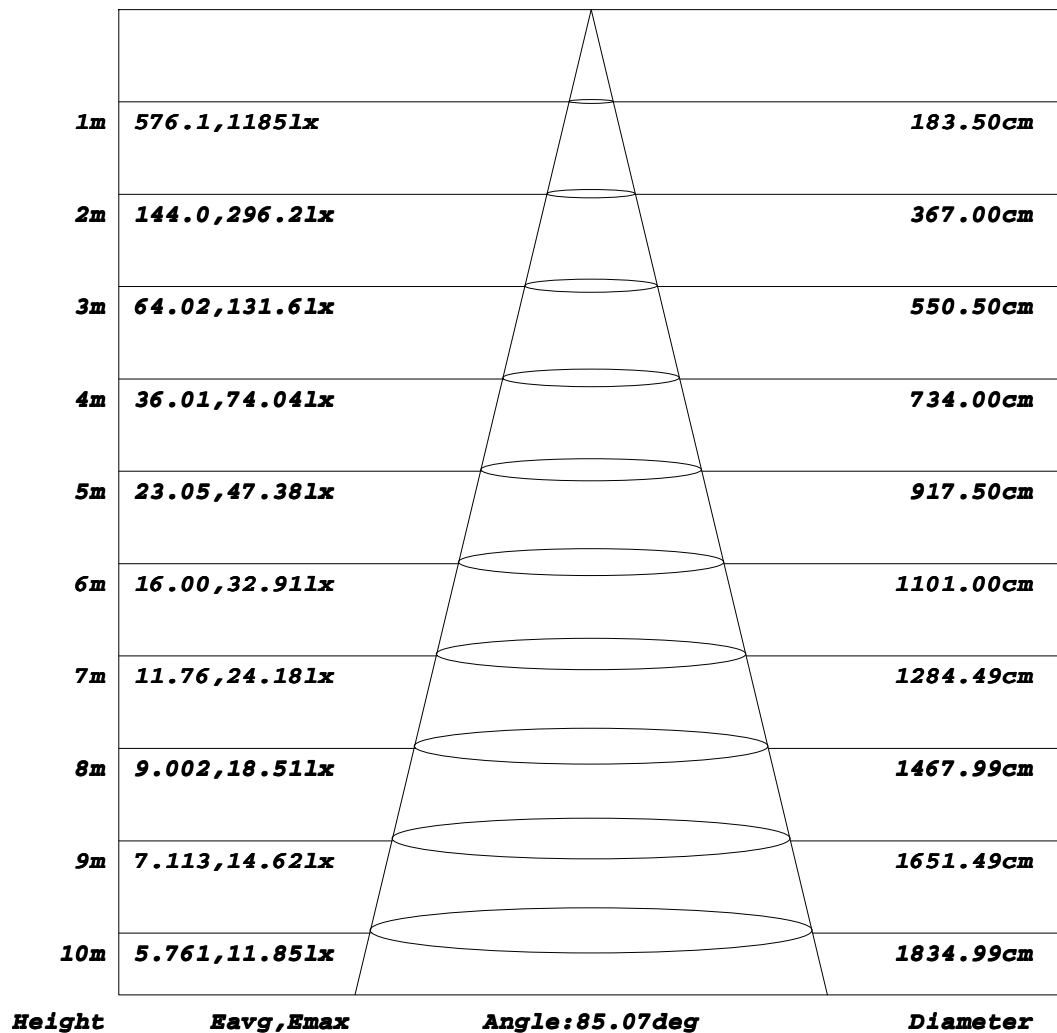 1m 576.1,1185lx 183.50cm
2m 144.0,296.2lx 367.00cm
3m 64.02,131.6lx 550.50cm
4m 36.01,74.04lx 734.00cm
5m 23.05,47.38lx 917.50cm
6m 16.00,32.91lx 1101.00cm
7m 11.76,24.18lx 1284.49cm
8m 9.002,18.51lx 1467.99cm
9m 7.113,14.62lx 1651.49cm
10m 5.761,11.85lx 1834.99cm
Height Eavg,Emax Angle:85.07deg Diameter